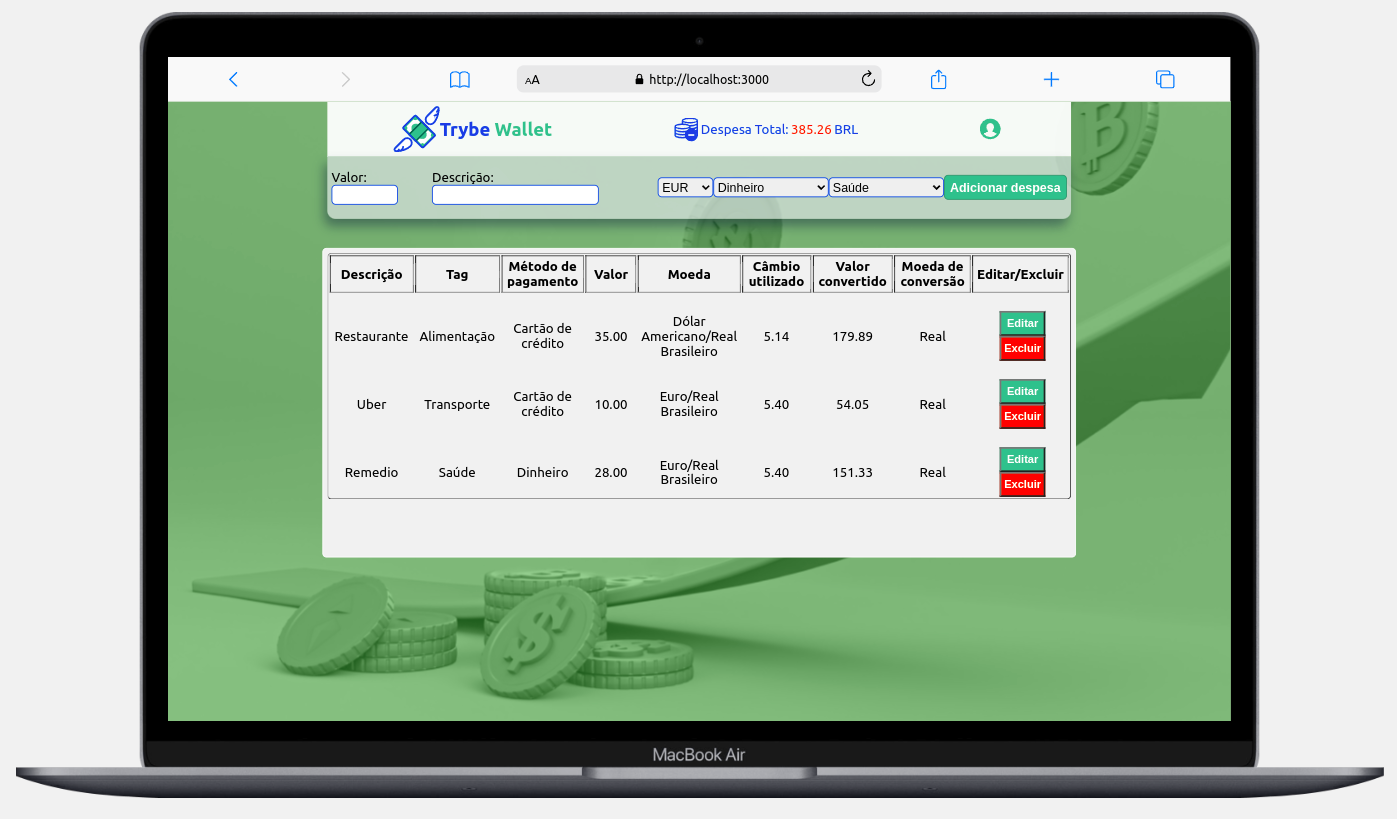 AA http://localhost:3000
Trybe Wallet
Despesa Total: 385.26 BRL
Valor:
Descrição:
EUR
Dinheiro
Saúde
Adicionar despesa
Descrição
Tag
Método de
pagamento
Valor
Moeda
Câmbio
utilizado
Valor
convertido
Moeda de
conversão
Editar/Excluir
Restaurante
Alimentação
Cartão de
crédito
35.00
Dólar
Americano/Real
Brasileiro
5.14
179.89
Real
Editar
Excluir
Uber
Transporte
Cartão de
crédito
10.00
Euro/Real
Brasileiro
5.40
54.05
Real
Editar
Excluir
Remedio
Saúde
Dinheiro
28.00
Euro/Real
Brasileiro
5.40
151.33
Real
Editar
Excluir
MacBook Air